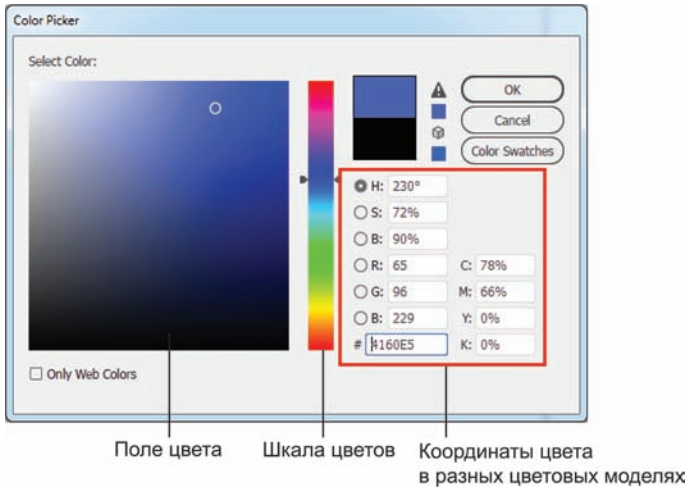 Color Picker
Select Color:
OK
Cancel
Color Swatches
H: 230°
S: 72%
B: 90%
R: 65
C: 78%
G: 96
M: 66%
B: 229
Y: 0%
# 4160E5
K: 0%
Only Web Colors
Поле цвета
Шкала цветов
Координаты цвета
в разных цветовых моделях